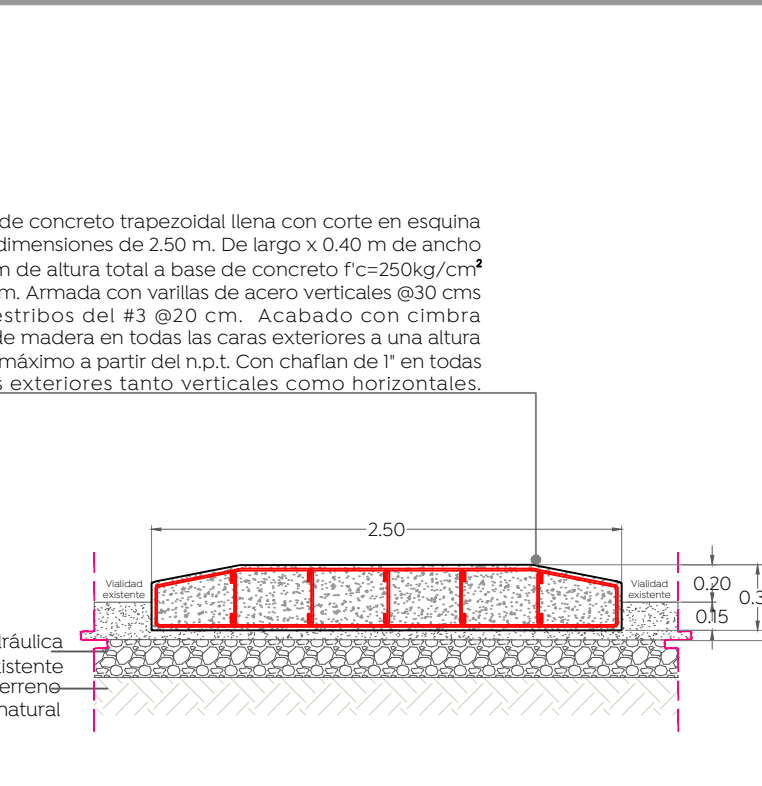 de concreto trapezoidal llena con corte en esquina
dimensiones de 2.50 m. De largo x 0.40 m de ancho
de altura total a base de concreto f'c=250kg/cm²
Armada con varillas de acero verticales @30 cms
estribos del #3 @20 cm. Acabado con cimbra
de madera en todas las caras exteriores a una altura
máximo a partir del n.p.t. Con chaflan de 1" en todas
exteriores tanto verticales como horizontales.
2.50
Vialidad
existente
Vialidad
existente
0.20
0.15
natural